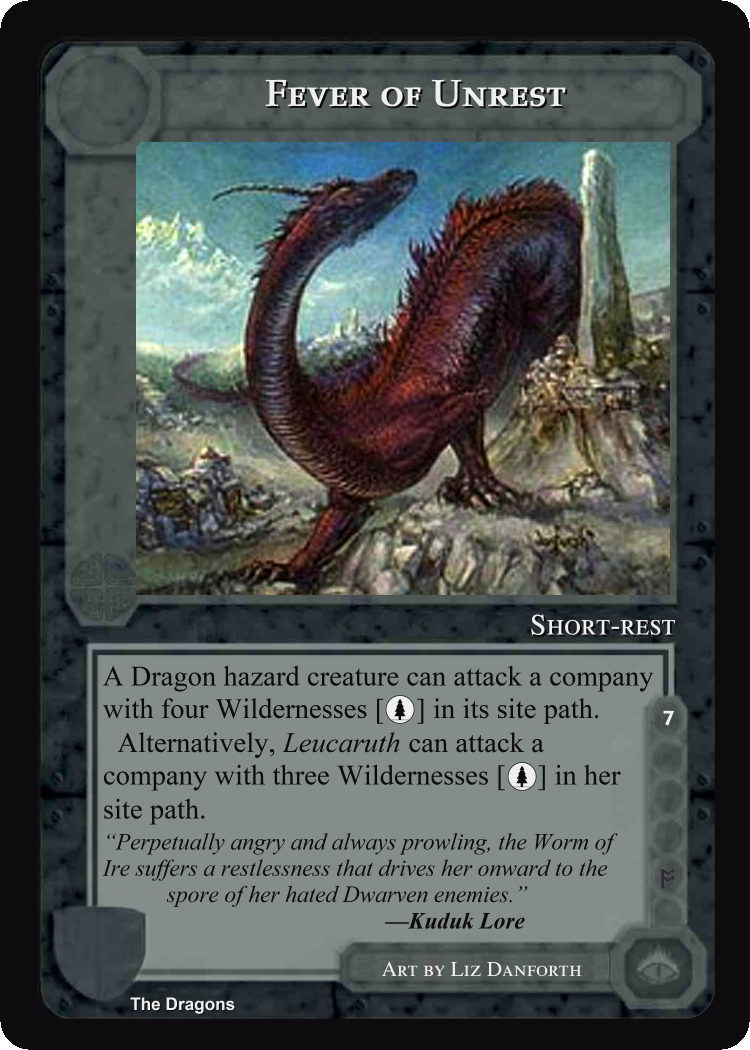 Fever of Unrest
Short-rest
A Dragon hazard creature can attack a company
with four Wildernesses [ ] in its site path.
Alternatively, Leucaruth can attack a
company with three Wildernesses [ ] in her
site path.
7
“Perpetually angry and always prowling, the Worm of
Ire suffers a restlessness that drives her onward to the
spore of her hated Dwarven enemies.”
—Kuduk Lore
Art by Liz Danforth
The Dragons